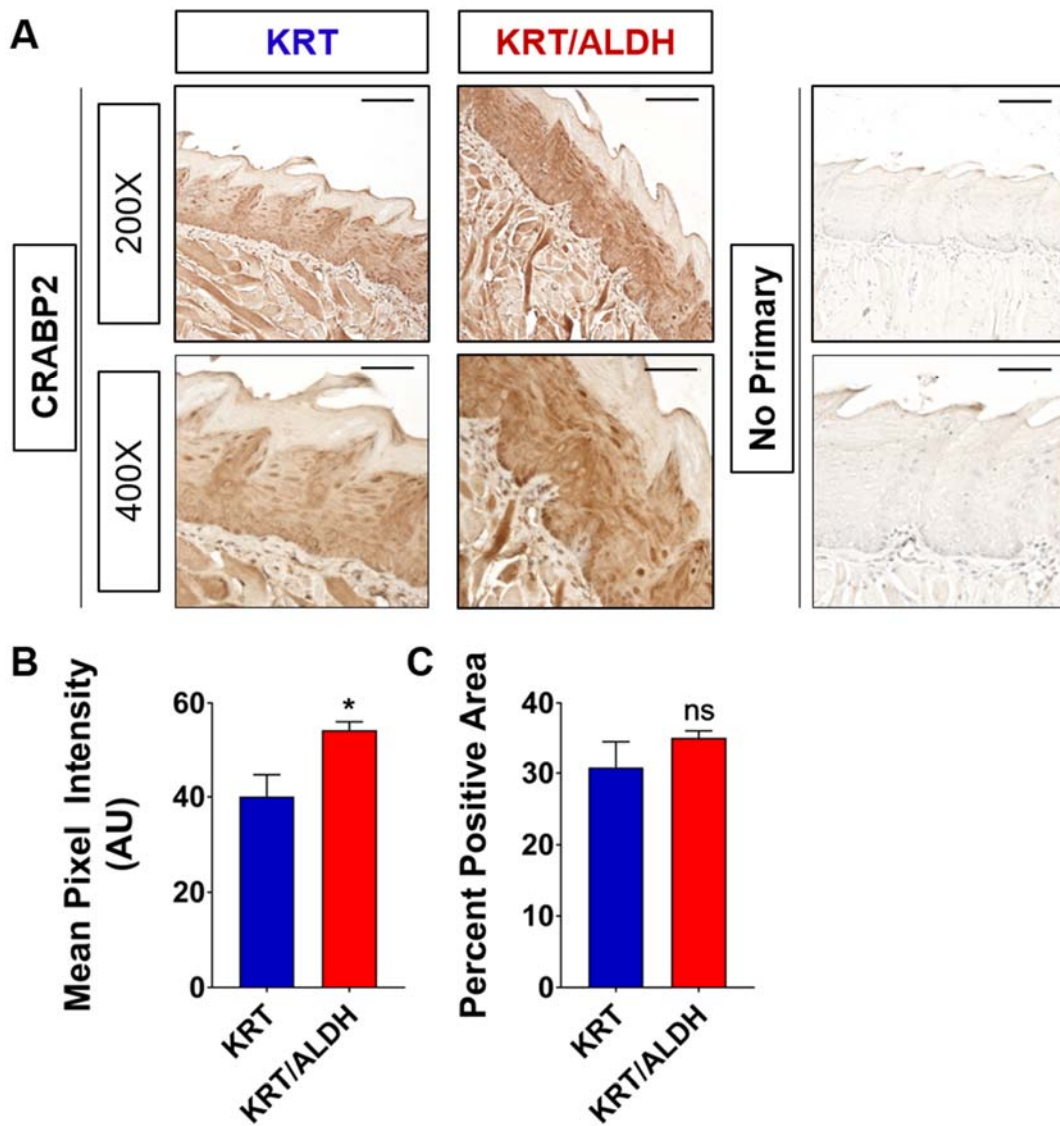 A
KRT
KRT/ALDH
CRABP2
200X
400X
No Primary
B
Mean Pixel Intensity
(AU)
60
40
20
0
*
KRT
KRT/ALDH
C
Percent Positive Area
40
30
20
10
0
ns
KRT
KRT/ALDH